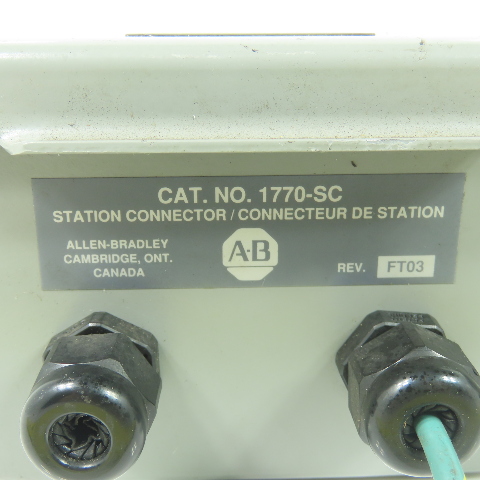 CAT. NO. 1770-SC
STATION CONNECTOR / CONNECTEUR DE STATION
ALLEN-BRADLEY
CAMBRIDGE, ONT.
CANADA
A-B
REV. FT03